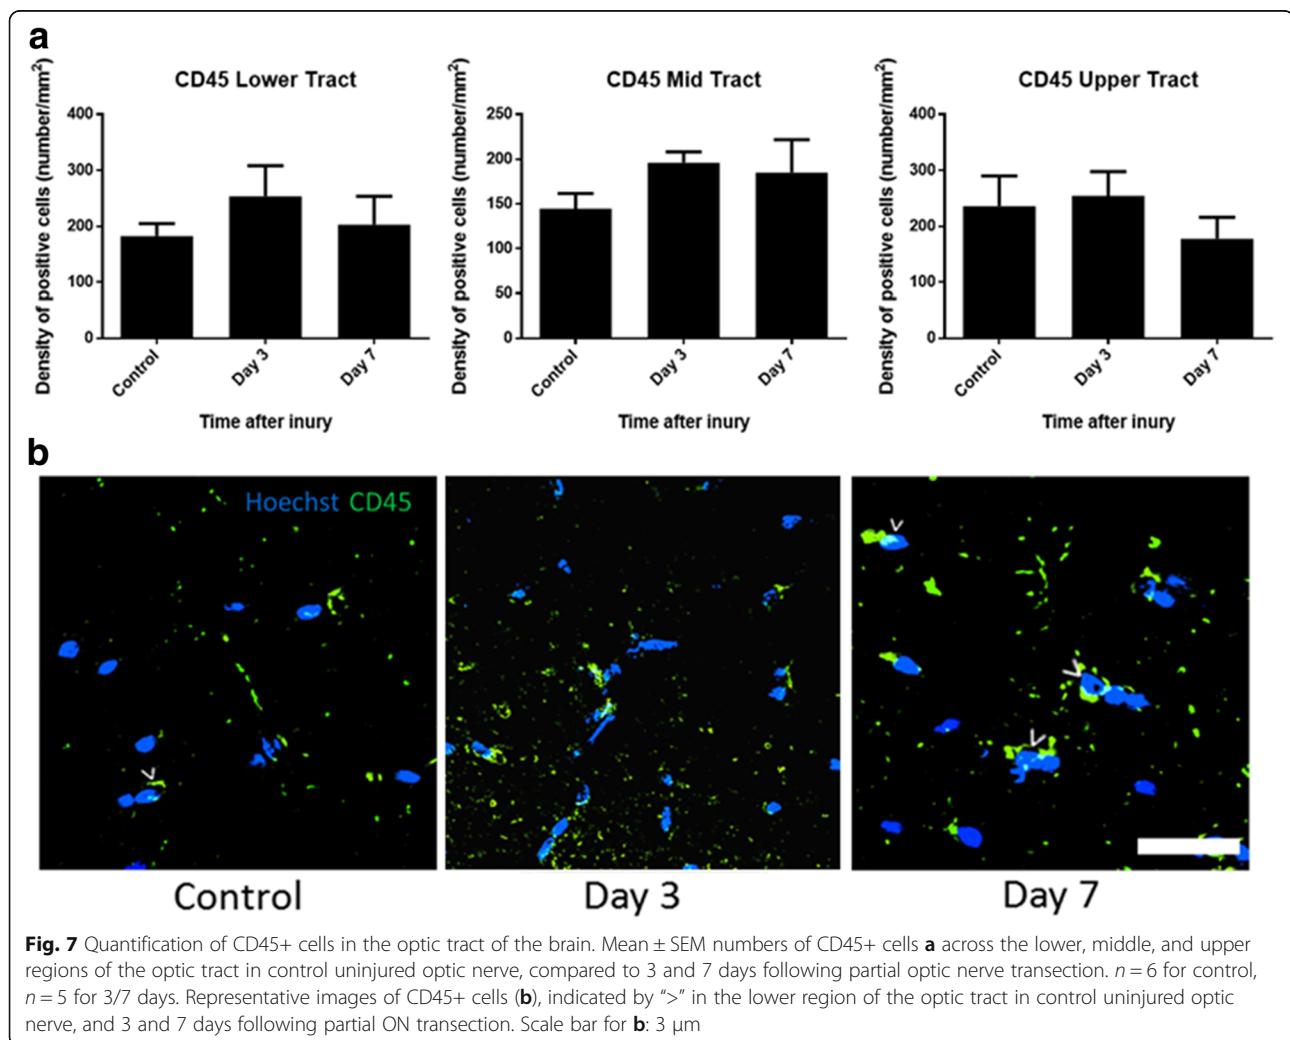 a
CD45 Lower Tract
Density of positive cells (number/mm²)
400
300
200
100
0
Control
Day 3
Day 7
Time after inury
CD45 Mid Tract
Density of positive cells (number/mm²)
250
200
150
100
50
0
Control
Day 3
Day 7
Time after inury
CD45 Upper Tract
Density of positive cells (number/mm²)
400
300
200
100
0
Control
Day 3
Day 7
Time after inury
b
Hoechst CD45
Control
Day 3
Day 7
Fig. 7 Quantification of CD45+ cells in the optic tract of the brain. Mean ± SEM numbers of CD45+ cells a across the lower, middle, and upper
regions of the optic tract in control uninjured optic nerve, compared to 3 and 7 days following partial optic nerve transection. n = 6 for control,
n = 5 for 3/7 days. Representative images of CD45+ cells (b), indicated by “>” in the lower region of the optic tract in control uninjured optic
nerve, and 3 and 7 days following partial ON transection. Scale bar for b: 3 μm